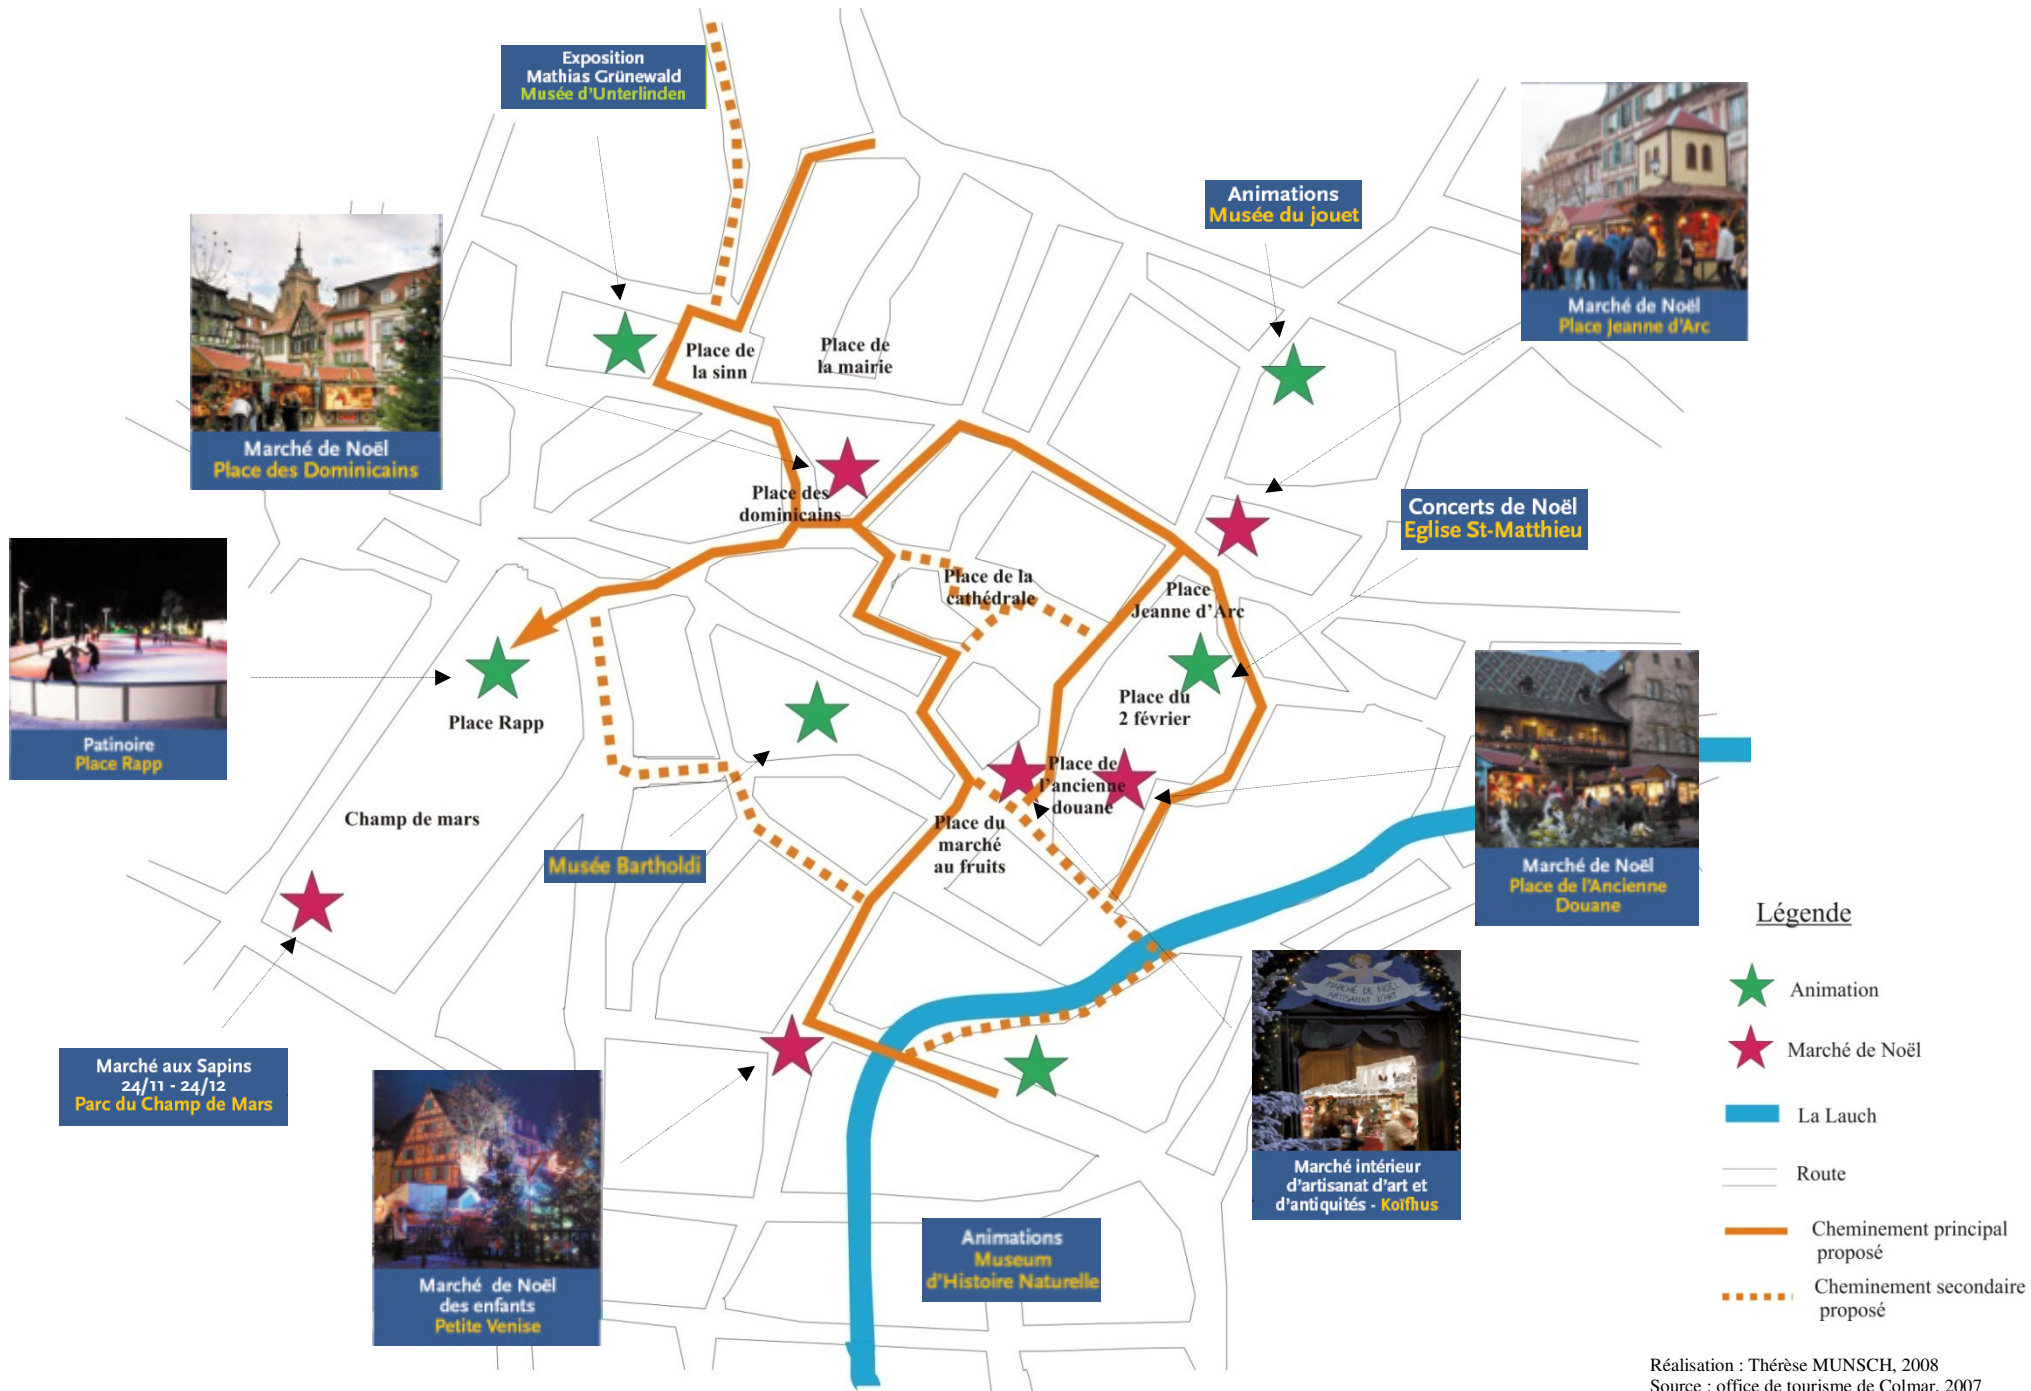 Exposition
Mathias Grünewald
Musée d'Unterlinden
Animations
Musée du jouet
Marché de Noël
Place Jeanne d'Arc
Place de
la sinn
Place de
la mairie
Marché de Noël
Place des Dominicains
Place des
dominicains
Concerts de Noël
Eglise St-Matthieu
Place de la
cathédrale
Place
Jeanne d'Arc
Place du
2 février
Place Rapp
Patinoire
Place Rapp
Place de
l'ancienne
douane
Champ de mars
Place du
marché
au fruits
Musée Bartholdi
Marché de Noël
Place de l'Ancienne
Douane
Marché aux Sapins
24/11 - 24/12
Parc du Champ de Mars
MARCHÉ DE NOËL
ARTISANAT D'ART
Marché intérieur
d'artisanat d'art et
d'antiquités - Koïfhus
Animations
Museum
d'Histoire Naturelle
Marché de Noël
des enfants
Petite Venise
Légende
Animation
Marché de Noël
La Lauch
Route
Cheminement principal
proposé
Cheminement secondaire
proposé
Réalisation : Thérèse MUNSCH, 2008
Source : office de tourisme de Colmar, 2007